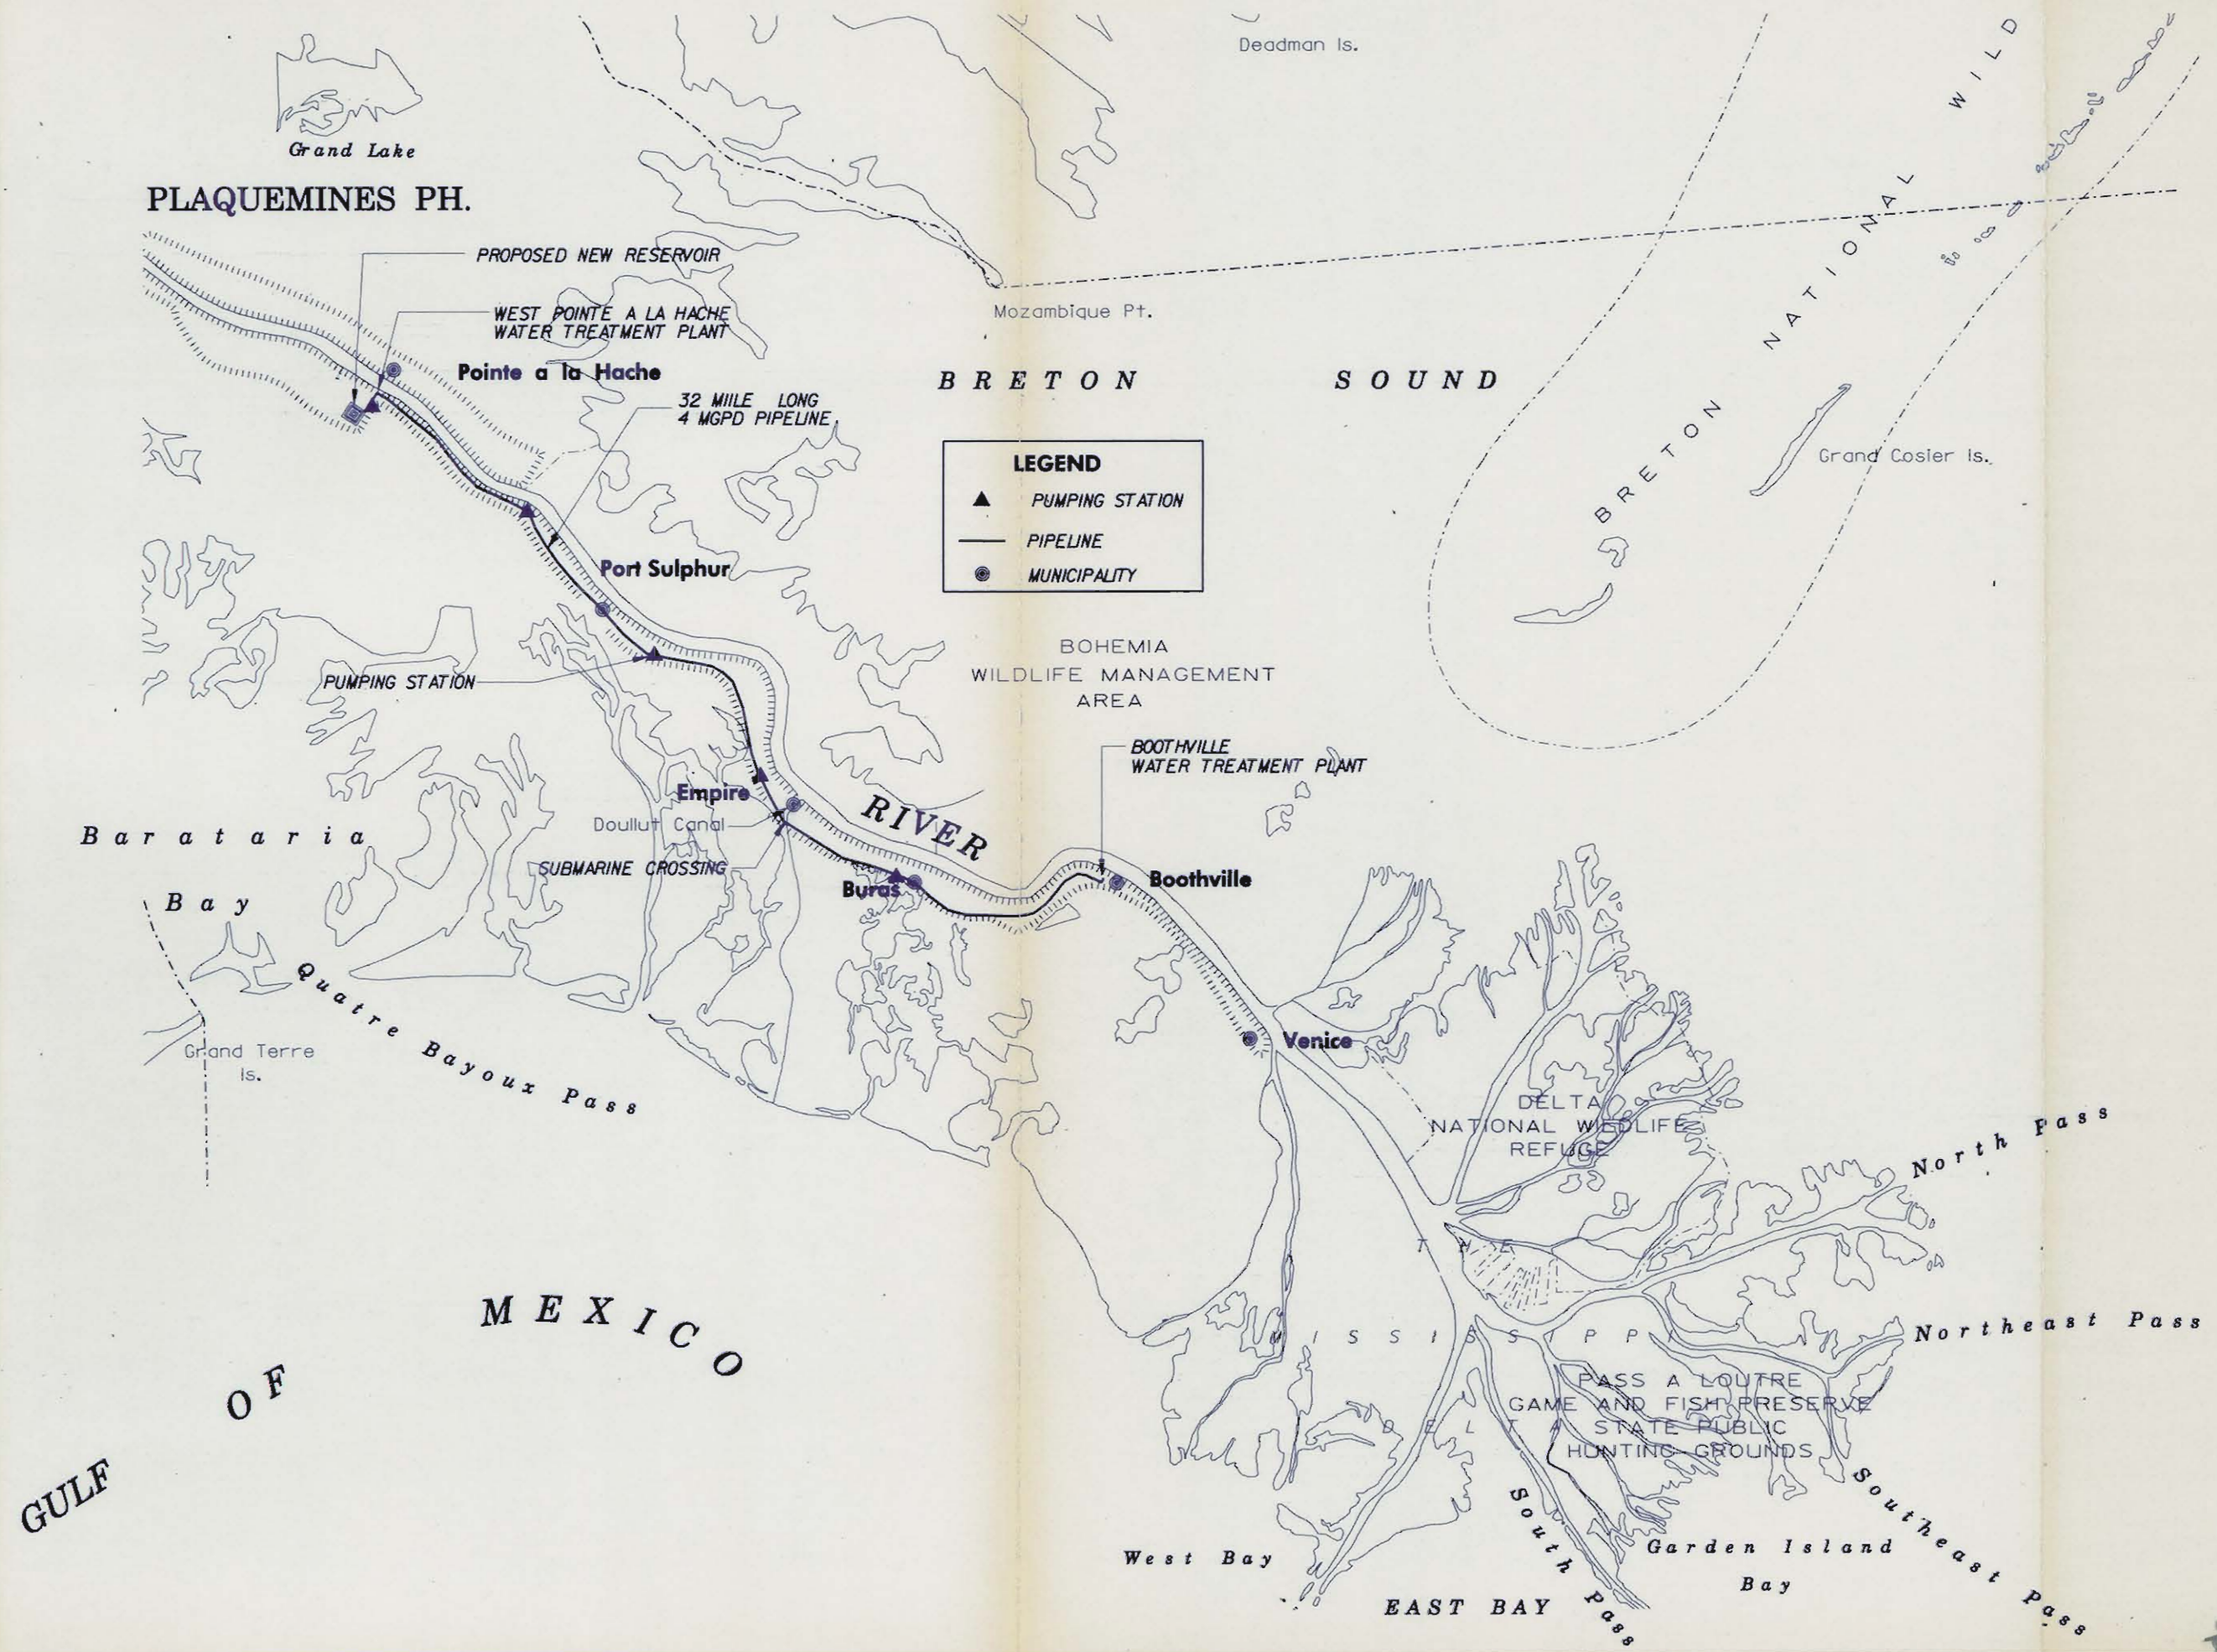 Deadman Is.
WILD
Grand Lake
PLAQUEMINES PH.
NATIONAL
PROPOSED NEW RESERVOIR
WEST POINTE A LA HACHE
WATER TREATMENT PLANT
Mozambique Pt.
Pointe a la Hache
BRETON SOUND
32 MIILE LONG
4 MGPD PIPELINE
BRETON
Grand Cosier Is.
LEGEND
PUMPING STATION
PIPELINE
MUNICIPALITY
Port Sulphur
BOHEMIA
WILDLIFE MANAGEMENT
AREA
PUMPING STATION
BOOTHVILLE
WATER TREATMENT PLANT
Empire
RIVER
Doullut Canal
Barataria
Bay
SUBMARINE CROSSING
Buras
Boothville
Quatre Bayoux Pass
Grand Terre
Is.
Venice
DELTA
NATIONAL WILDLIFE
REFUGE
North Pass
THE
MISSISSIPPI
DELTA
Northeast Pass
PASS A LOUTRE
GAME AND FISH PRESERVE
STATE PUBLIC
HUNTING GROUNDS
GULF
OF
MEXICO
Southeast Pass
South Pass
Garden Island
Bay
West Bay
EAST BAY